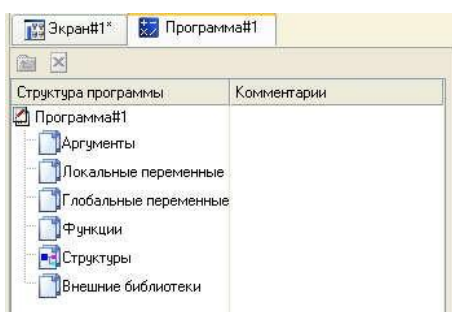 Экран#1* Программа#1
Структура программы Комментарии
Программа#1
Аргументы
Локальные переменные
Глобальные переменные
Функции
Структуры
Внешние библиотеки